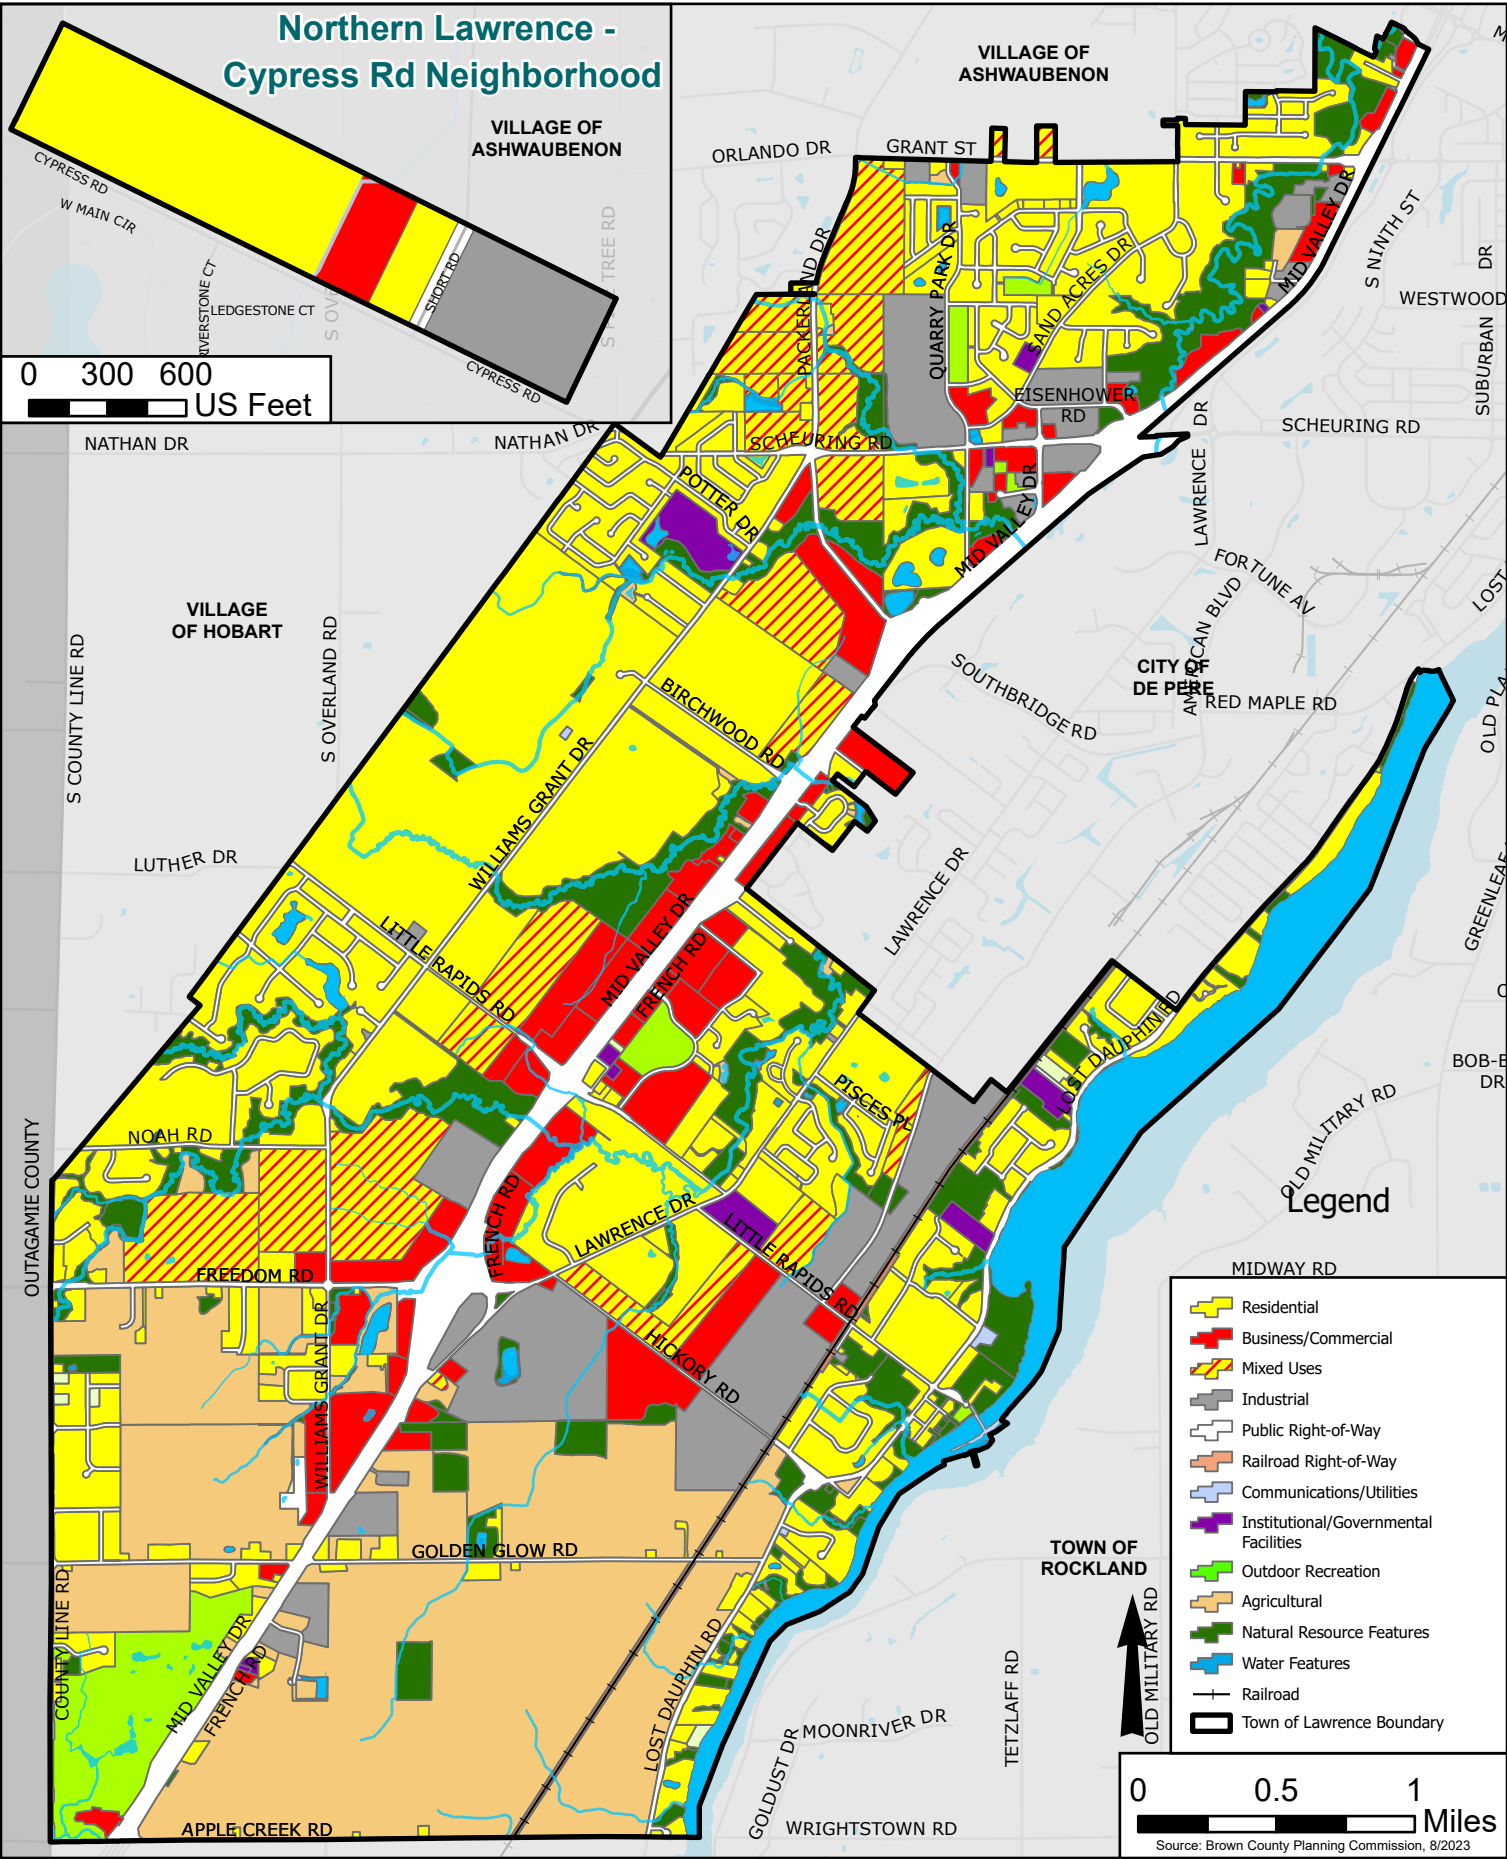 Northern Lawrence -
Cypress Rd Neighborhood
VILLAGE OF
ASHWAUBENON
CYPRESS RD
W MAIN CIR
RIVERSTONE CT
LEDGESTONE CT
SHORT RD
CYPRESS RD
0 300 600
US Feet
VILLAGE OF
ASHWAUBENON
ORLANDO DR
GRANT ST
PACKERLAND DR
QUARRY PARK DR
SAND ACRES DR
MID VALLEY DR
S NINTH ST
WESTWOOD
SUBURBAN DR
EISENHOWER
RD
NATHAN DR
NATHAN DR
SCHEURING RD
SCHEURING RD
LAWRENCE DR
POTTER DR
MID VALLEY DR
FORTUNE AV
AMERICAN BLVD
LOST
VILLAGE
OF HOBART
S COUNTY LINE RD
S OVERLAND RD
CITY OF
DE PERE
SOUTHBRIDGE RD
RED MAPLE RD
OLD PLA
BIRCHWOOD RD
WILLIAMS GRANT DR
LUTHER DR
LAWRENCE DR
GREENLEAF
LITTLE RAPIDS RD
MID VALLEY DR
FRENCH RD
LOST DAUPHIN RD
BOB-B
DR
PISCES PL
OLD MILITARY RD
NOAH RD
OUTAGAMIE COUNTY
FRENCH RD
LAWRENCE DR
LITTLE RAPIDS RD
FREEDOM RD
MIDWAY RD
WILLIAMS GRANT DR
HICKORY RD
Legend
Residential
Business/Commercial
Mixed Uses
Industrial
Public Right-of-Way
Railroad Right-of-Way
Communications/Utilities
Institutional/Governmental
Facilities
Outdoor Recreation
Agricultural
Natural Resource Features
Water Features
Railroad
Town of Lawrence Boundary
GOLDEN GLOW RD
TOWN OF
ROCKLAND
COUNTY LINE RD
MID VALLEY DR
FRENCH RD
LOST DAUPHIN RD
TETZLAFF RD
OLD MILITARY RD
MOONRIVER DR
GOLDUST DR
APPLE CREEK RD
WRIGHTSTOWN RD
0 0.5 1
Miles
Source: Brown County Planning Commission, 8/2023